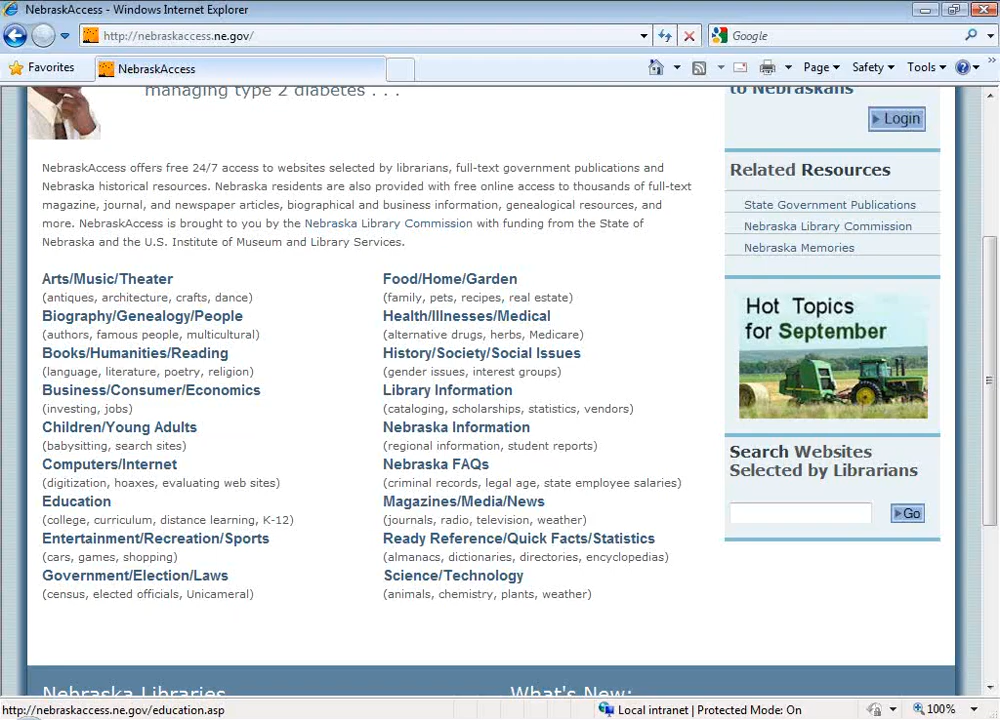 NebraskAccess - Windows Internet Explorer
http://nebraskaccess.ne.gov/
Google
Favorites
NebraskAccess
Page
Safety
Tools
managing type 2 diabetes . . .
to Nebraskans
Login
NebraskAccess offers free 24/7 access to websites selected by librarians, full-text government publications and
Nebraska historical resources. Nebraska residents are also provided with free online access to thousands of full-text
magazine, journal, and newspaper articles, biographical and business information, genealogical resources, and
more. NebraskAccess is brought to you by the Nebraska Library Commission with funding from the State of
Nebraska and the U.S. Institute of Museum and Library Services.
Arts/Music/Theater
(antiques, architecture, crafts, dance)
Biography/Genealogy/People
(authors, famous people, multicultural)
Books/Humanities/Reading
(language, literature, poetry, religion)
Business/Consumer/Economics
(investing, jobs)
Children/Young Adults
(babysitting, search sites)
Computers/Internet
(digitization, hoaxes, evaluating web sites)
Education
(college, curriculum, distance learning, K-12)
Entertainment/Recreation/Sports
(cars, games, shopping)
Government/Election/Laws
(census, elected officials, Unicameral)
Food/Home/Garden
(family, pets, recipes, real estate)
Health/Illnesses/Medical
(alternative drugs, herbs, Medicare)
History/Society/Social Issues
(gender issues, interest groups)
Library Information
(cataloging, scholarships, statistics, vendors)
Nebraska Information
(regional information, student reports)
Nebraska FAQs
(criminal records, legal age, state employee salaries)
Magazines/Media/News
(journals, radio, television, weather)
Ready Reference/Quick Facts/Statistics
(almanacs, dictionaries, directories, encyclopedias)
Science/Technology
(animals, chemistry, plants, weather)
Related Resources
State Government Publications
Nebraska Library Commission
Nebraska Memories
Hot Topics
for September
Search Websites
Selected by Librarians
Go
Nebraska Libraries
What's New:
http://nebraskaccess.ne.gov/education.asp
Local intranet | Protected Mode: On
100%